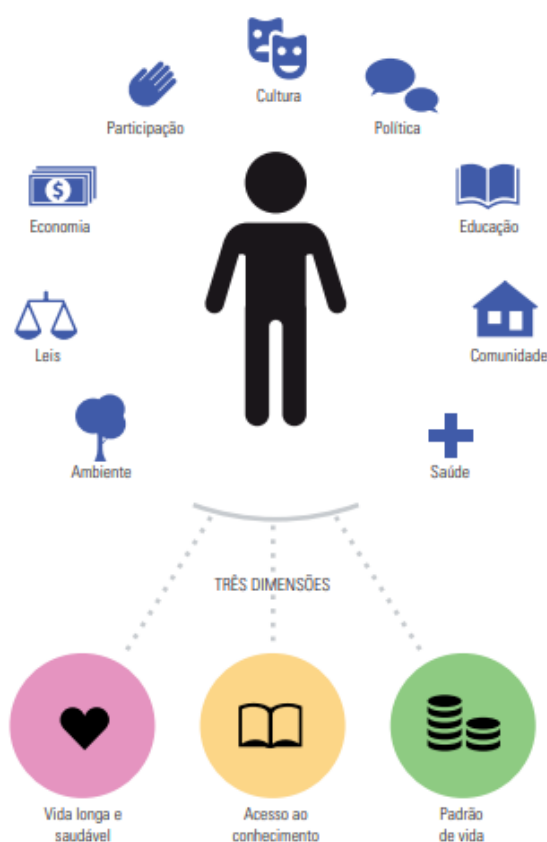 Cultura
Participação
Política
Economia
$
Educação
Leis
Comunidade
Ambiente
Saúde
TRÊS DIMENSÕES
Vida longa e
saudável
Acesso ao
conhecimento
Padrão
de vida